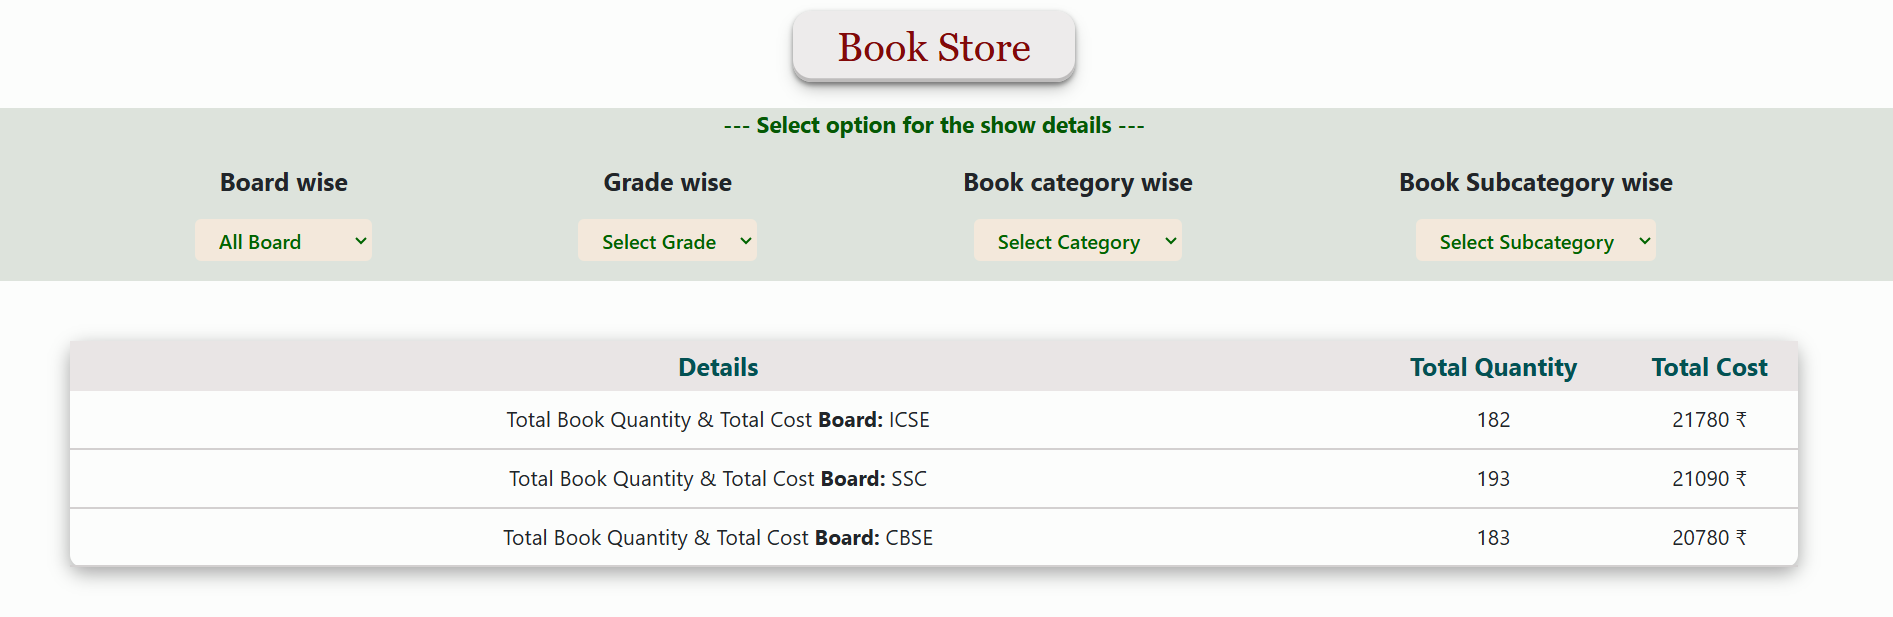 Book Store
--- Select option for the show details ---
Board wise Grade wise Book category wise Book Subcategory wise
All Board Select Grade Select Category Select Subcategory
Details Total Quantity Total Cost
Total Book Quantity & Total Cost Board: ICSE 182 21780 ₹
Total Book Quantity & Total Cost Board: SSC 193 21090 ₹
Total Book Quantity & Total Cost Board: CBSE 183 20780 ₹